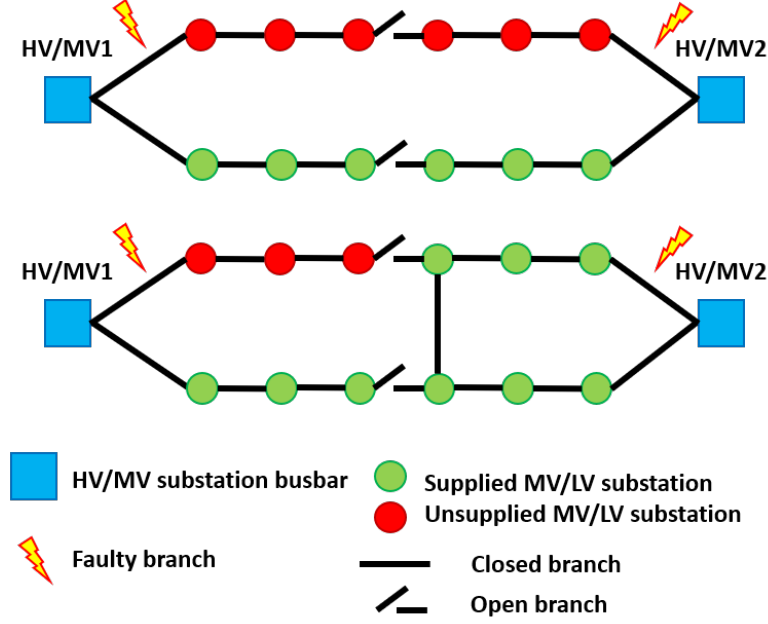 HV/MV1
HV/MV2
HV/MV1
HV/MV2
HV/MV substation busbar
Supplied MV/LV substation
Unsupplied MV/LV substation
Faulty branch
Closed branch
Open branch